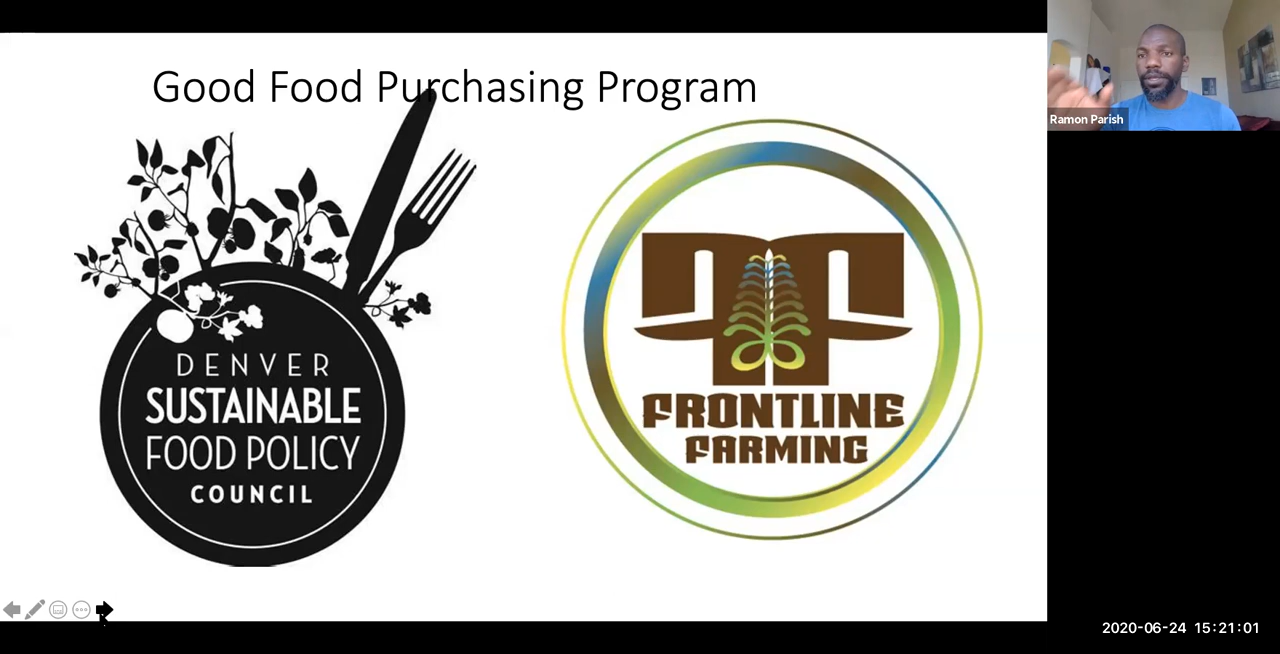 Good Food Purchasing Program
DENVER
SUSTAINABLE
FOOD POLICY
COUNCIL
FRONTLINE
FARMING
Ramon Parish
2020-06-24 15:21:01